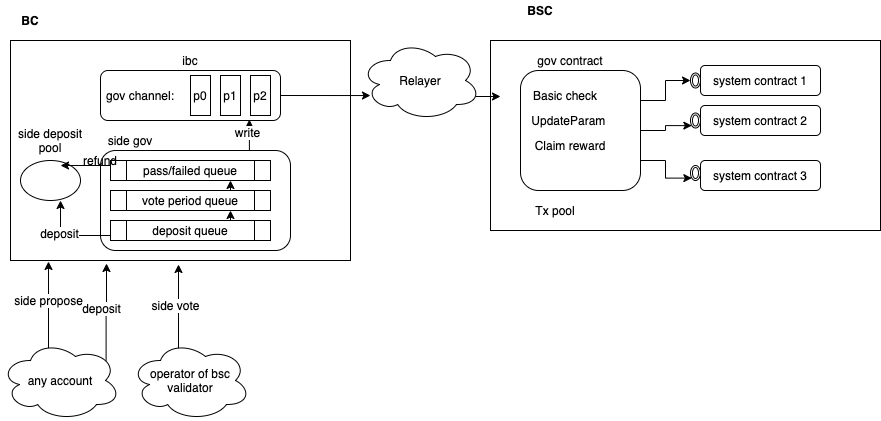 BC
BSC
ibc
gov channel:
p0
p1
p2
Relayer
gov contract
Basic check
UpdateParam
Claim reward
system contract 1
system contract 2
system contract 3
Tx pool
write
side deposit
pool
side gov
refund
pass/failed queue
vote period queue
deposit
deposit queue
side propose
deposit
side vote
any account
operator of bsc
validator